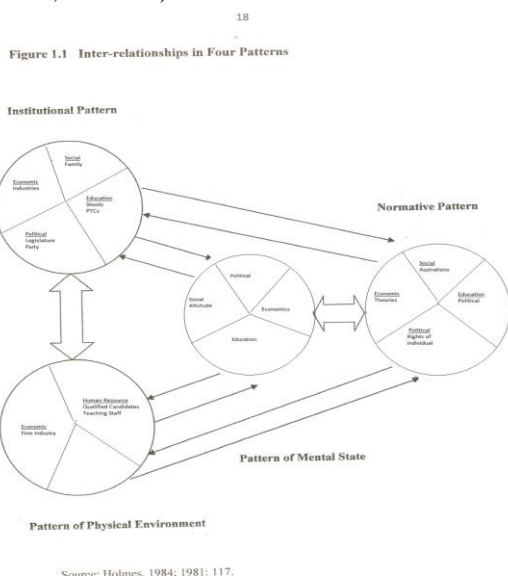 18
Figure 1.1 Inter-relationships in Four Patterns
Institutional Pattern
Social
Family
Economic
Industries
Education
Shools
PTCs
Political
Legislature
Party
Normative Pattern
Social
Aspirations
Economic
Theories
Education
Political
Political
Rights of
Individual
Political
Social
Attitude
Economics
Education
Human Resource
Qualified Candidates
Teaching Staff
Economic
Firm Industry
Pattern of Mental State
Pattern of Physical Environment
Source: Holmes, 1984; 1981: 117.